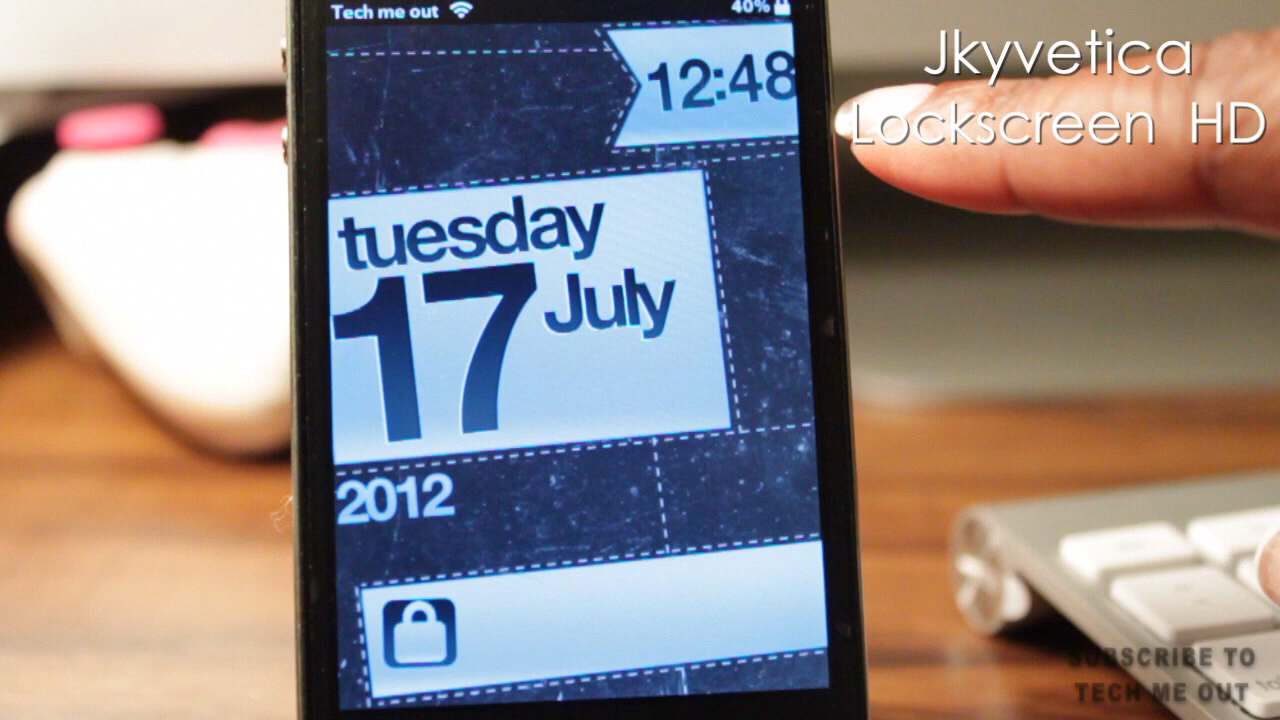 Tech me out
40%
12:48
Jkyvetica
Lockscreen HD
tuesday
17 July
2012
SUBSCRIBE TO
TECH ME OUT